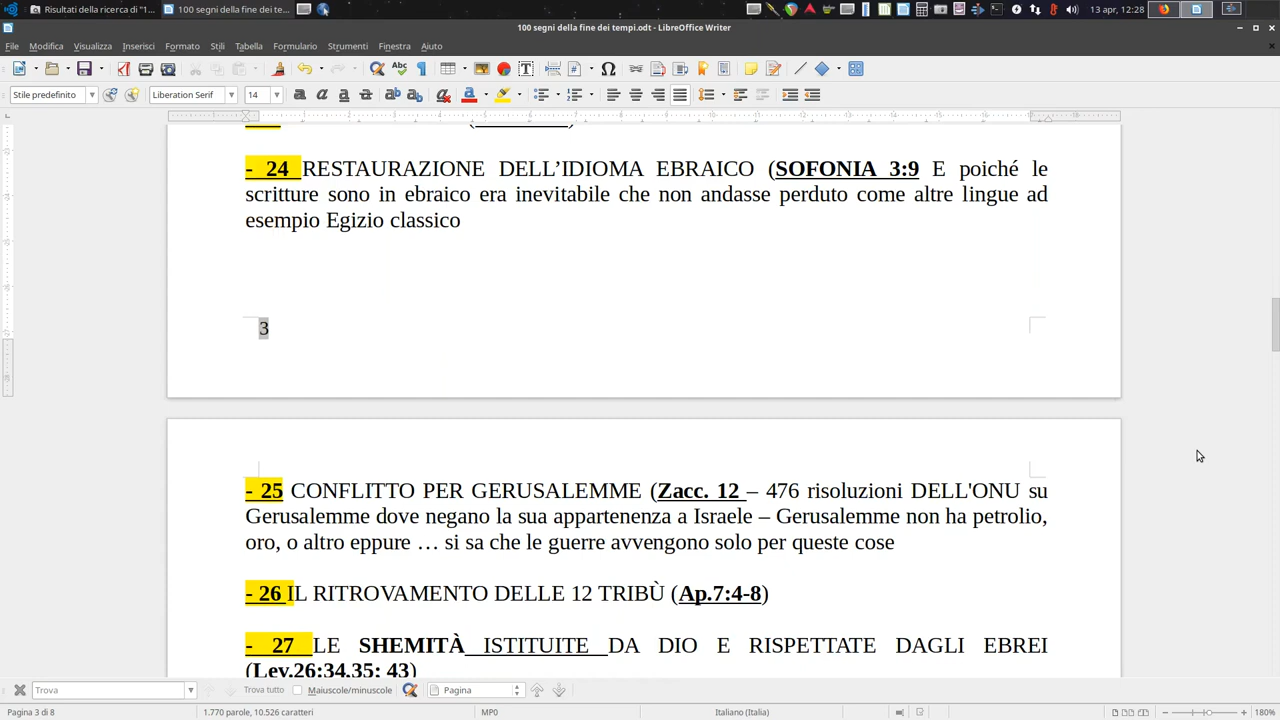 Risultati della ricerca di "1...
100 segni della fine dei te...
13 apr, 12:28
100 segni della fine dei tempi.odt - LibreOffice Writer
File Modifica Visualizza Inserisci Formato Stili Tabella Formulario Strumenti Finestra Aiuto
Stile predefinito Liberation Serif 14
- 24 RESTAURAZIONE DELL'IDIOMA EBRAICO (SOFONIA 3:9 E poiché le
scritture sono in ebraico era inevitabile che non andasse perduto come altre lingue ad
esempio Egizio classico
3
- 25 CONFLITTO PER GERUSALEMME (Zacc. 12 – 476 risoluzioni DELL'ONU su
Gerusalemme dove negano la sua appartenenza a Israele – Gerusalemme non ha petrolio,
oro, o altro eppure … si sa che le guerre avvengono solo per queste cose
- 26 IL RITROVAMENTO DELLE 12 TRIBÙ (Ap.7:4-8)
- 27 LE SHEMITÀ ISTITUITE DA DIO E RISPETTATE DAGLI EBREI
(Lev.26:34,35; 43)
Trova Trova tutto Maiuscole/minuscole Pagina
Pagina 3 di 8 1.770 parole, 10.526 caratteri MP0 Italiano (Italia) 180%